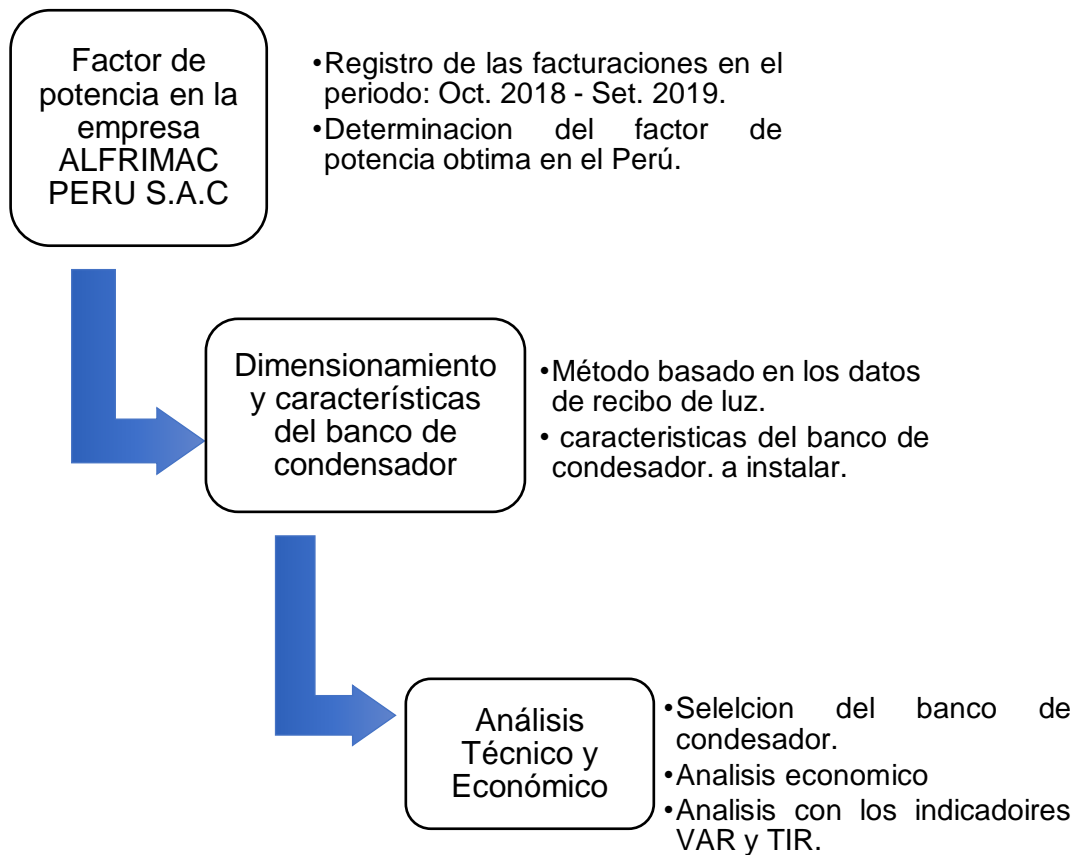 Factor de
potencia en la
empresa
ALFRIMAC
PERU S.A.C
•Registro de las facturaciones en el
periodo: Oct. 2018 - Set. 2019.
•Determinacion del factor de
potencia obtima en el Perú.
Dimensionamiento
y características
del banco de
condensador
•Método basado en los datos
de recibo de luz.
• caracteristicas del banco de
condesador. a instalar.
Análisis
Técnico y
Económico
•Selelcion del banco de
condesador.
•Analisis economico
•Analisis con los indicadoires
VAR y TIR.